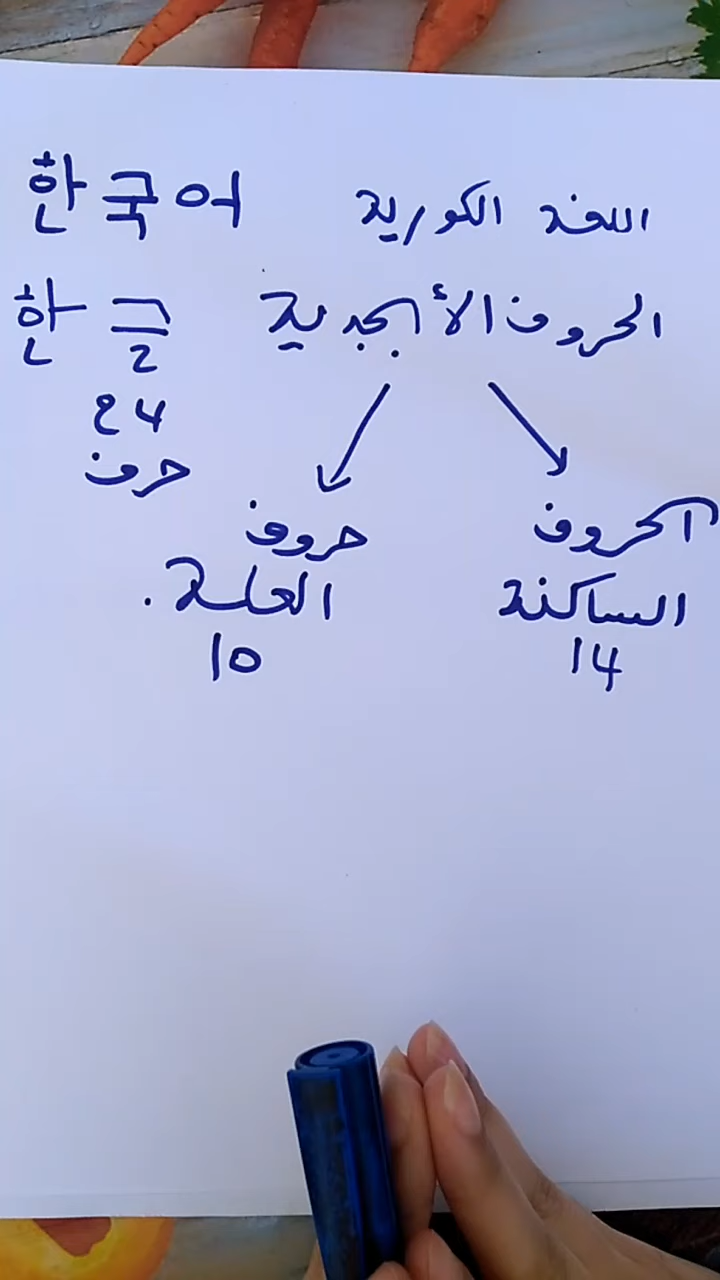 한국어 اللغة الكورية
한글 الحروف الأبجدية
24
حرف
الحروف
الساكنة
14
حروف
العلة.
10